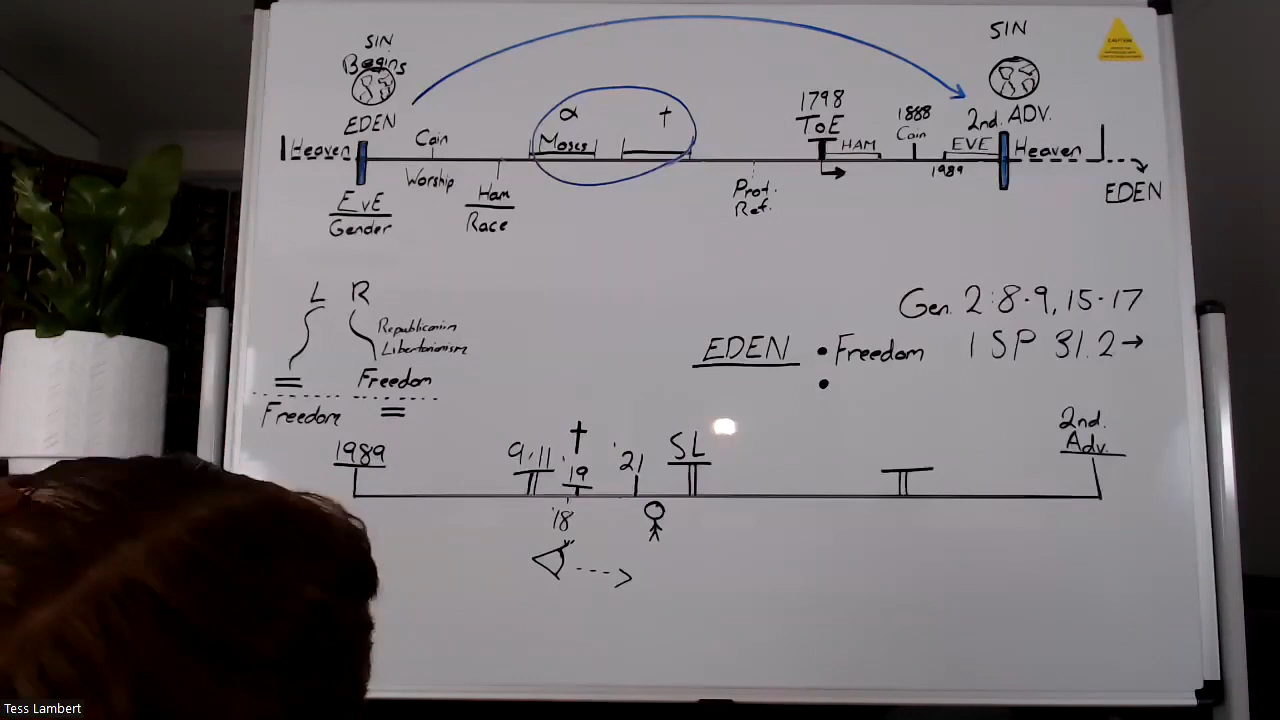 SIN
Begins
EDEN
Heaven
EvE
Gender
Cain
Worship
Ham
Race
α
Moses
†
Prot.
Ref.
1798
ToE
HAM
1888
Cain
EVE
1989
SIN
2nd. ADV.
Heaven
EDEN
CAUTION
L R
Republicanism
Libertarianism
= Freedom
Freedom =
Gen. 2:8-9, 15-17
EDEN • Freedom 1 SP 31.2 →
•
1989
9.11
†
'19
'18
'21
SL
2nd.
Adv.
Tess Lambert